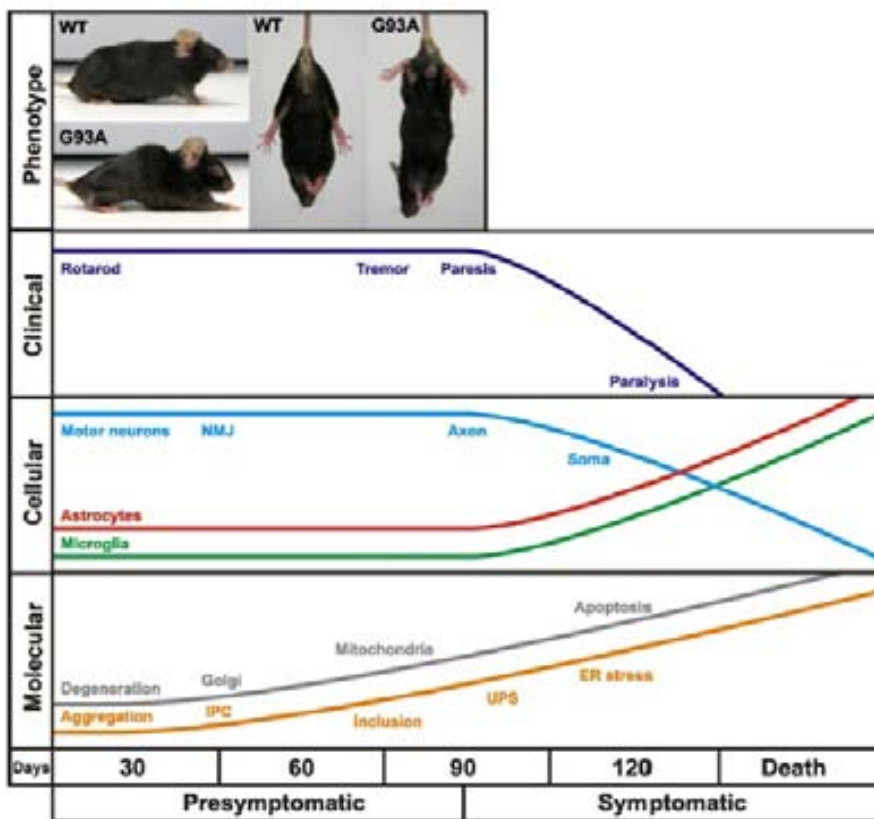 Phenotype
WT
WT
G93A
G93A
Clinical
Rotarod
Tremor
Paresis
Paralysis
Cellular
Motor neurons
NMJ
Axon
Soma
Astrocytes
Microglia
Molecular
Apoptosis
Mitochondria
Golgi
Degeneration
ER stress
UPS
Aggregation
IPC
Inclusion
Days 30 60 90 120 Death
Presymptomatic Symptomatic